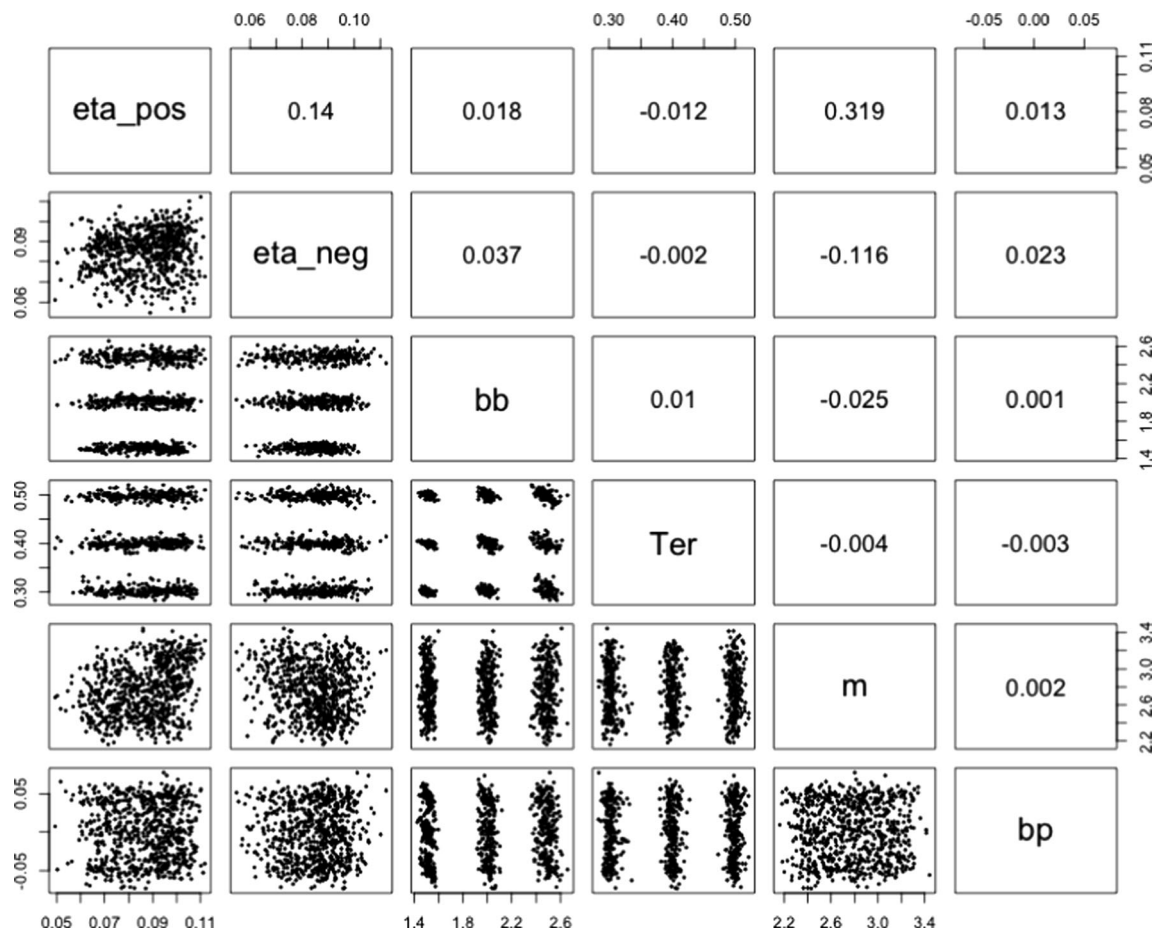 0.06 0.08 0.10 0.30 0.40 0.50 -0.05 0.00 0.05
eta_pos 0.14 0.018 -0.012 0.319 0.013
0.05 0.08 0.11
0.06 0.09
eta_neg 0.037 -0.002 -0.116 0.023
bb 0.01 -0.025 0.001
1.4 1.8 2.2 2.6
0.30 0.40 0.50
Ter -0.004 -0.003
m 0.002
2.2 2.6 3.0 3.4
-0.05 0.05
bp
0.05 0.07 0.09 0.11 1.4 1.8 2.2 2.6 2.2 2.6 3.0 3.4